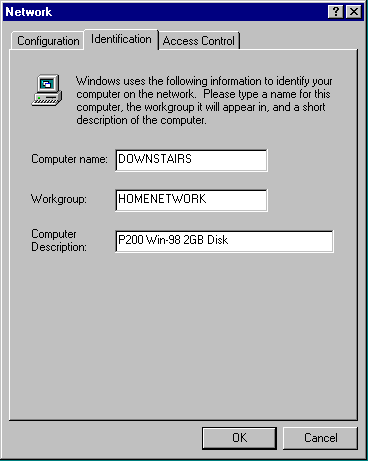 Network
Configuration Identification Access Control
Windows uses the following information to identify your
computer on the network. Please type a name for this
computer, the workgroup it will appear in, and a short
description of the computer.
Computer name: DOWNSTAIRS
Workgroup: HOMENETWORK
Computer
Description: P200 Win-98 2GB Disk
OK Cancel